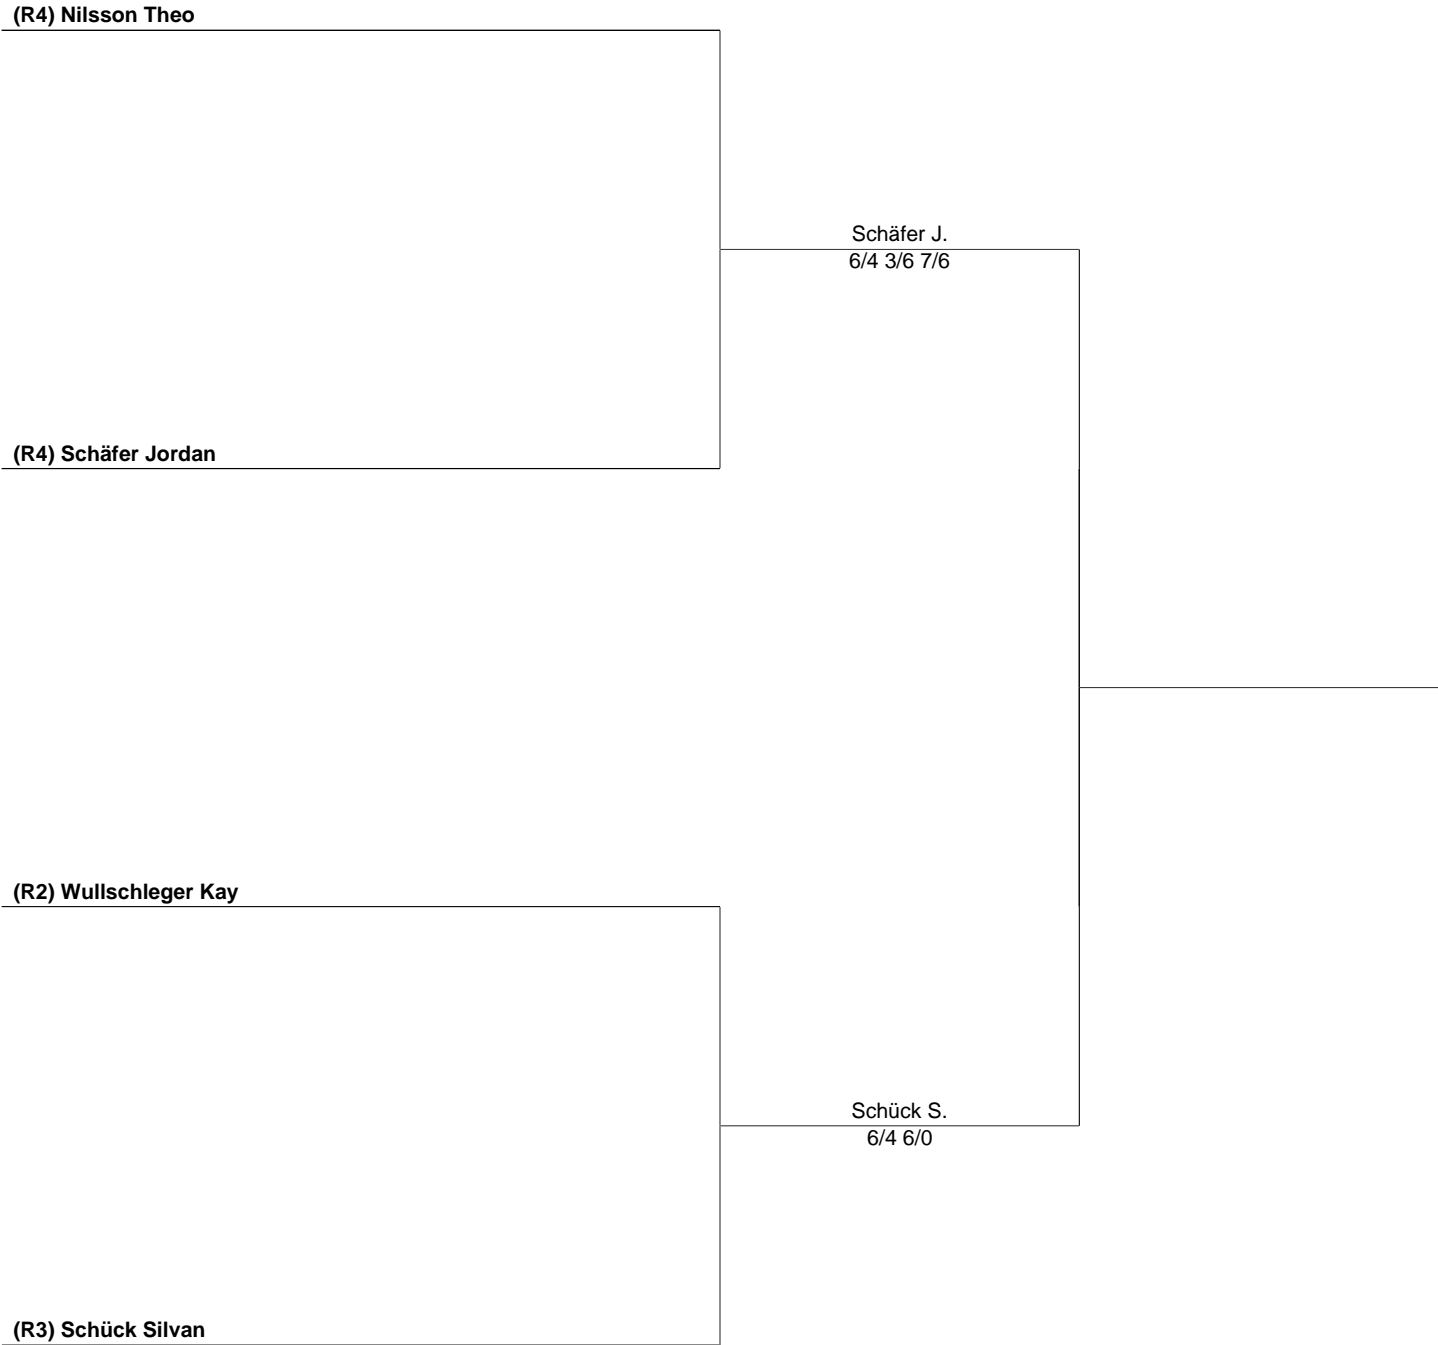 (R4) Nilsson Theo
Schäfer J.
6/4 3/6 7/6
(R4) Schäfer Jordan
(R2) Wullschleger Kay
Schück S.
6/4 6/0
(R3) Schück Silvan